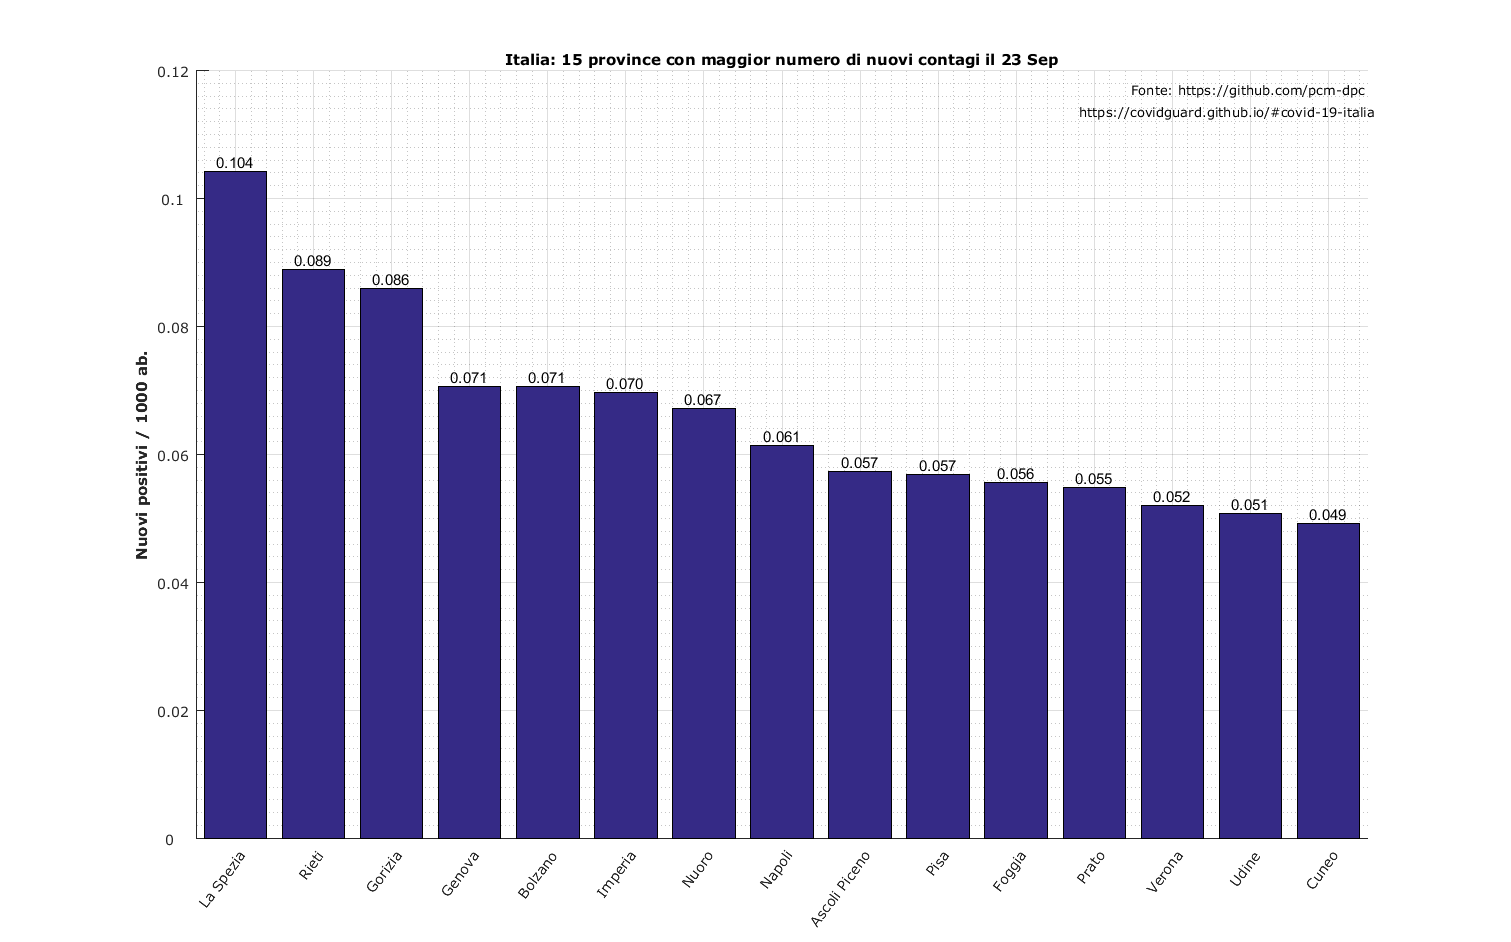 Italia: 15 province con maggior numero di nuovi contagi il 23 Sep
Fonte: https://github.com/pcm-dpc
https://covidguard.github.io/#covid-19-italia
Nuovi positivi / 1000 ab.
0.12
0.1
0.08
0.06
0.04
0.02
0
0.104
0.089
0.086
0.071
0.071
0.070
0.067
0.061
0.057
0.057
0.056
0.055
0.052
0.051
0.049
La Spezia
Rieti
Gorizia
Genova
Bolzano
Imperia
Nuoro
Napoli
Ascoli Piceno
Pisa
Foggia
Prato
Verona
Udine
Cuneo